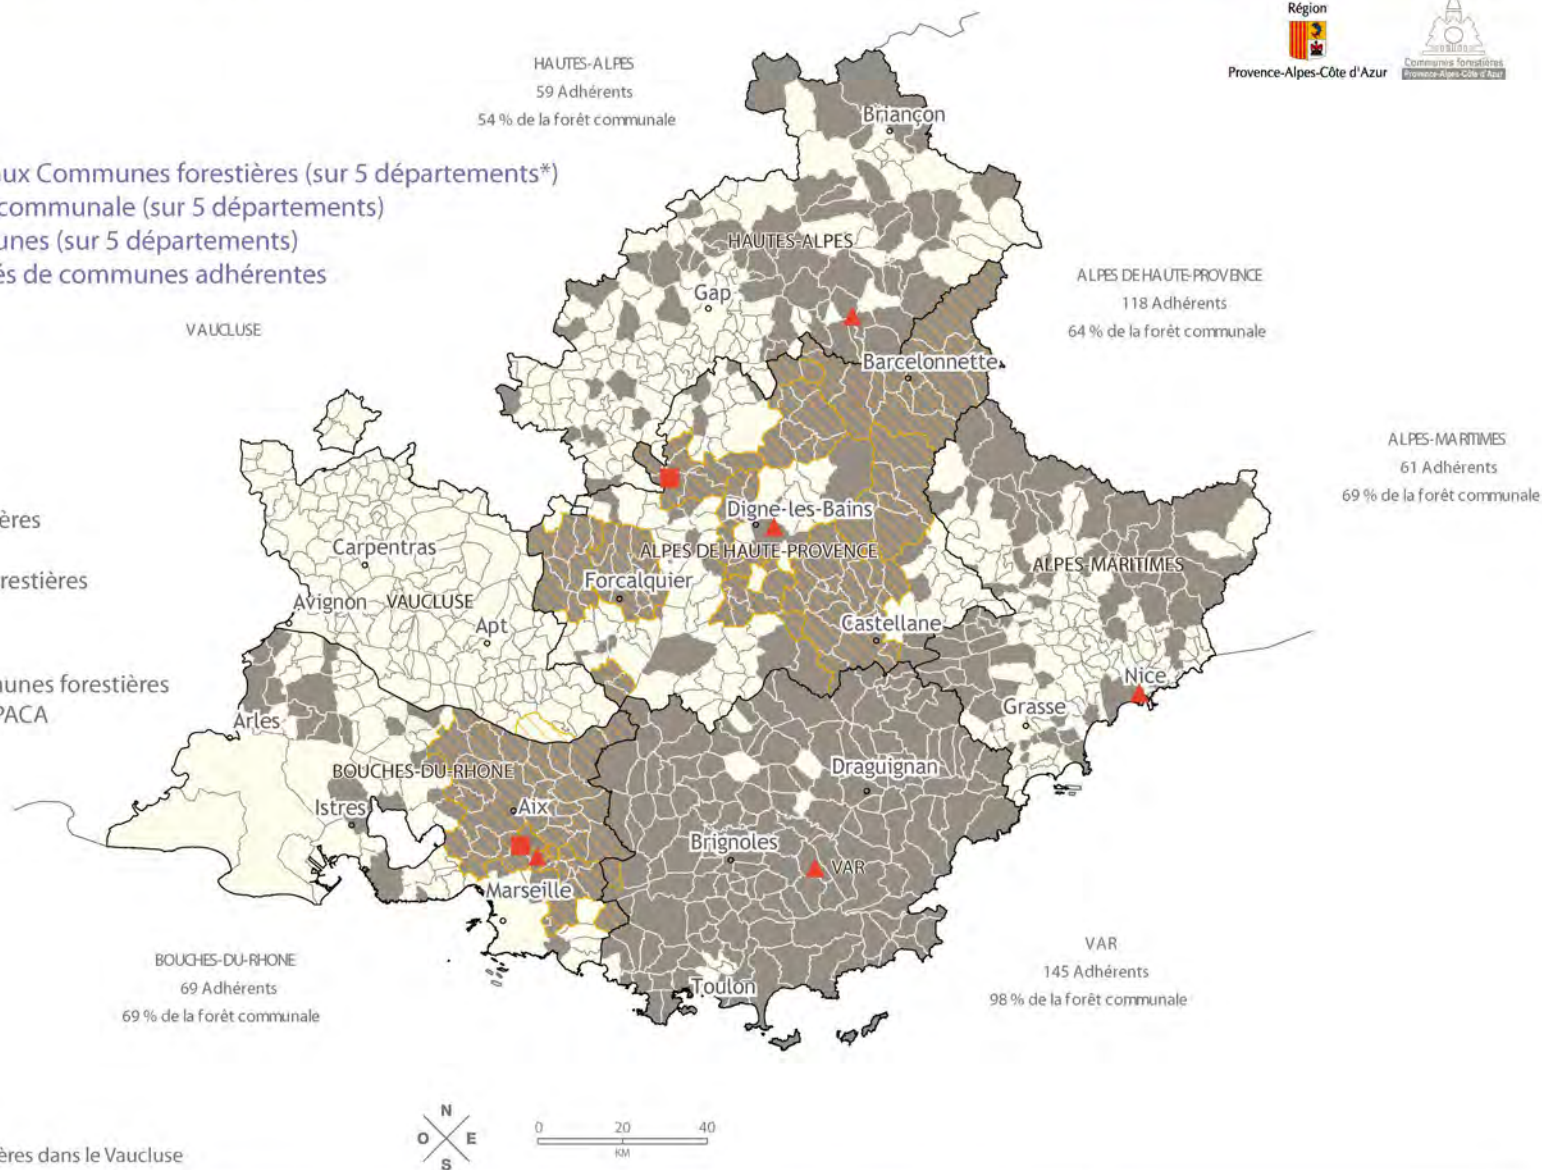 Région
Provence-Alpes-Côte d'Azur
Communes forestières
Provence-Alpes-Côte d'Azur
HAUTES-ALPES
59 Adhérents
54 % de la forêt communale
aux Communes forestières (sur 5 départements*)
communale (sur 5 départements)
unes (sur 5 départements)
és de communes adhérentes
VAUCLUSE
ALPES DE HAUTE-PROVENCE
118 Adhérents
64 % de la forêt communale
ALPES-MARITIMES
61 Adhérents
69 % de la forêt communale
ères
restières
munes forestières
PACA
Briançon
HAUTES-ALPES
Gap
Barcelonnette
Digne-les-Bains
ALPES DE HAUTE-PROVENCE
Forcalquier
Castellane
ALPES-MARITIMES
Carpentras
Avignon
VAUCLUSE
Apt
Nice
Grasse
Arles
BOUCHES-DU-RHONE
Istres
Aix
Marseille
Draguignan
Brignoles
VAR
Toulon
BOUCHES-DU-RHONE
69 Adhérents
69 % de la forêt communale
VAR
145 Adhérents
98 % de la forêt communale
N
O E
S
0 20 40
KM
ères dans le Vaucluse